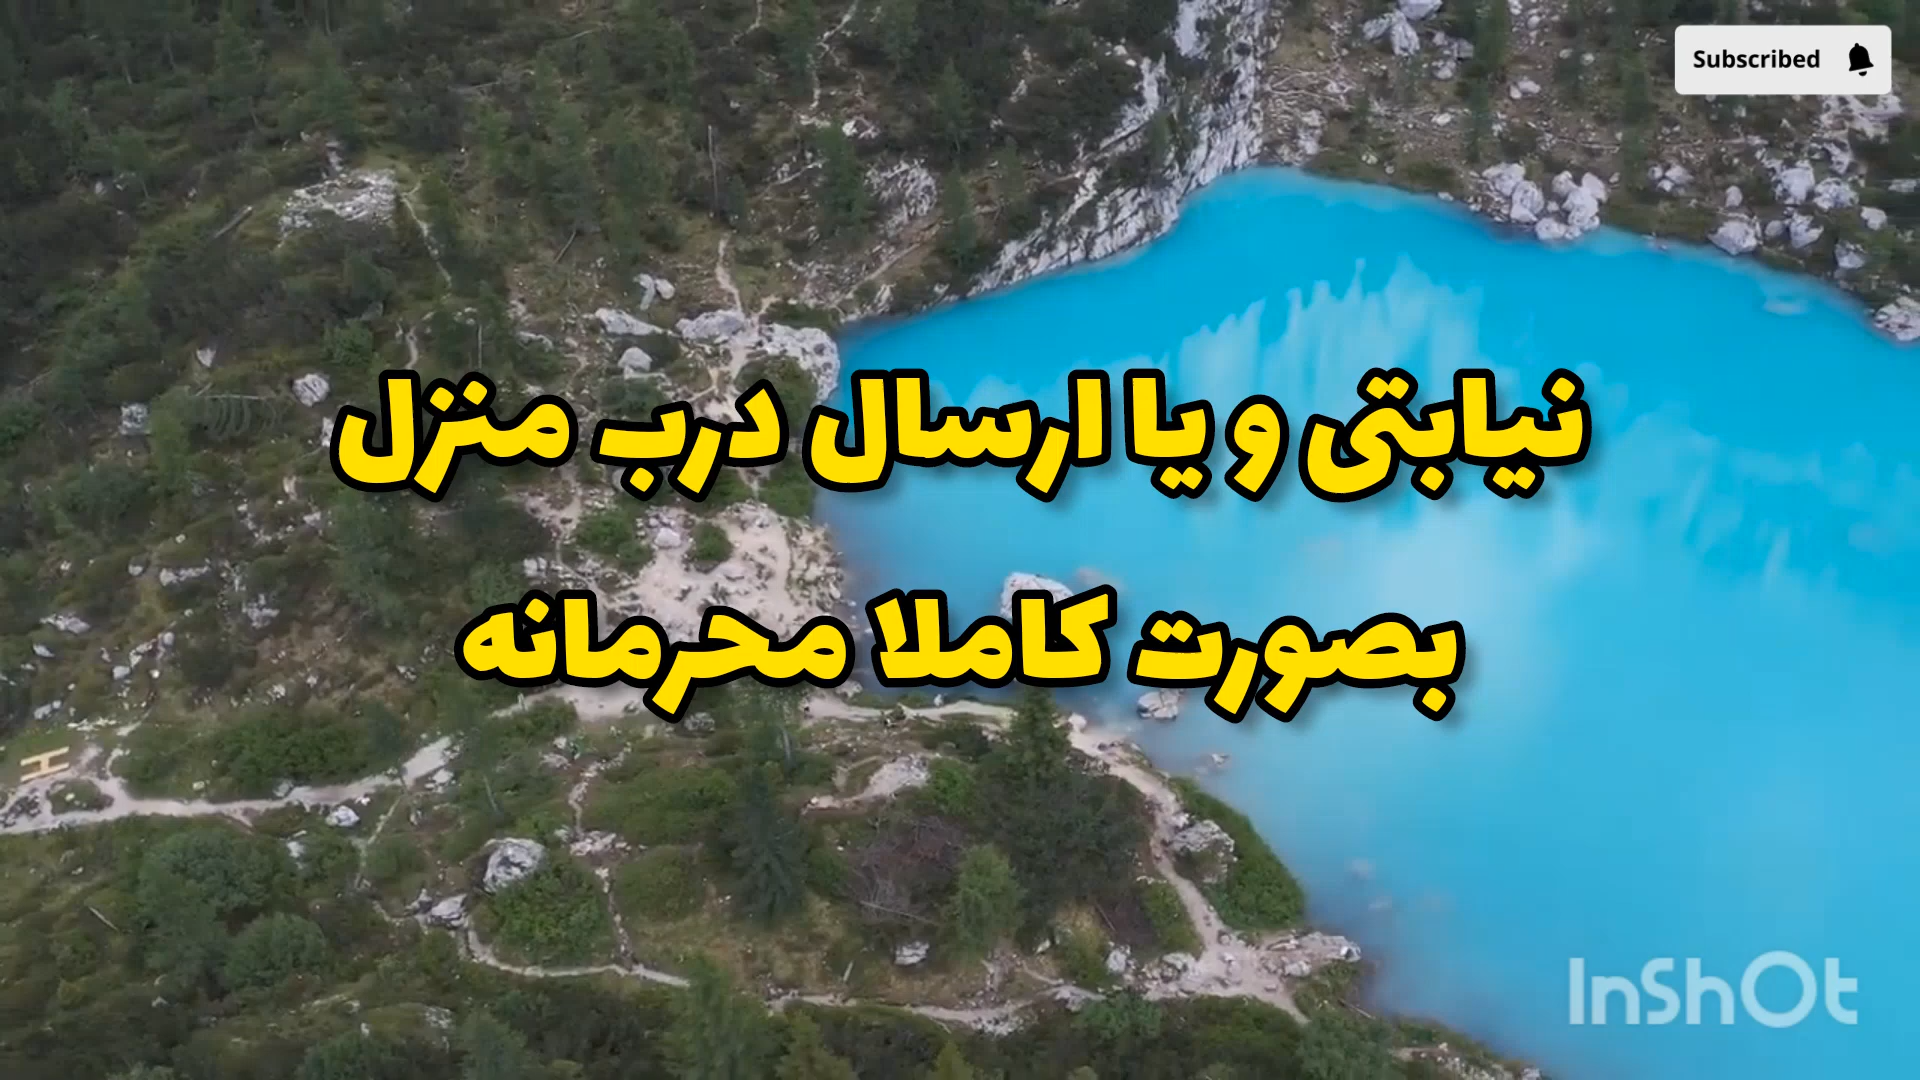 Subscribed
نیابتی و یا ارسال درب منزل
بصورت کاملا محرمانه
InShOt